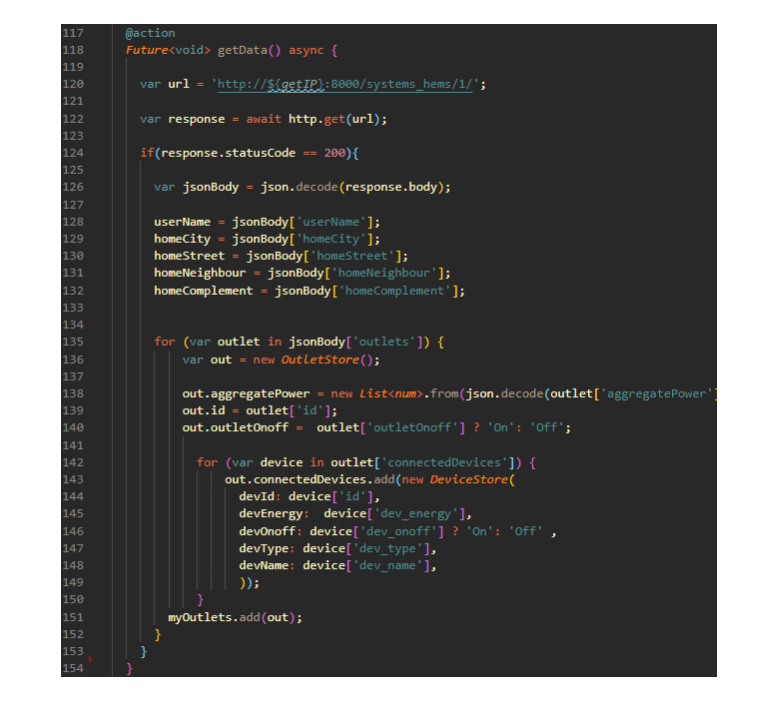 117 @action
118 Future<void> getData() async {
119
120 var url = 'http://${getIP}:8000/systems_hems/1/';
121
122 var response = await http.get(url);
123
124 if(response.statusCode == 200){
125
126 var jsonBody = json.decode(response.body);
127
128 userName = jsonBody['userName'];
129 homeCity = jsonBody['homeCity'];
130 homeStreet = jsonBody['homeStreet'];
131 homeNeighbour = jsonBody['homeNeighbour'];
132 homeComplement = jsonBody['homeComplement'];
133
134
135 for (var outlet in jsonBody['outlets']) {
136 var out = new OutletStore();
137
138 out.aggregatePower = new List<num>.from(json.decode(outlet['aggregatePower']
139 out.id = outlet['id'];
140 out.outletOnoff =  outlet['outletOnoff'] ? 'On': 'Off';
141
142 for (var device in outlet['connectedDevices']) {
143 out.connectedDevices.add(new DeviceStore(
144 devId: device['id'],
145 devEnergy:  device['dev_energy'],
146 devOnoff: device['dev_onoff'] ? 'On': 'Off' ,
147 devType: device['dev_type'],
148 devName: device['dev_name'],
149 ));
150 }
151 myOutlets.add(out);
152 }
153 }
154 }